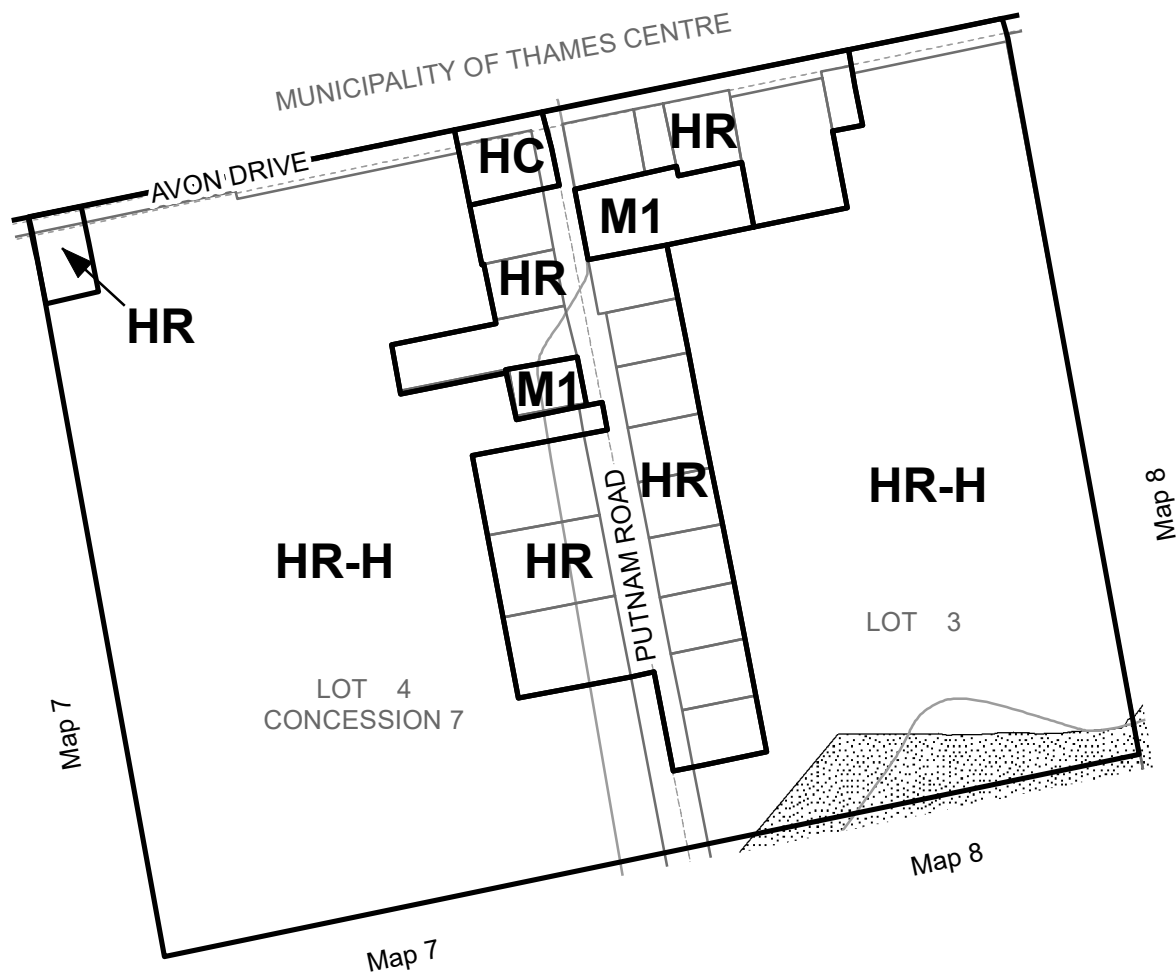 MUNICIPALITY OF THAMES CENTRE
AVON DRIVE
HC
HR
M1
HR
HR
M1
HR
HR-H
HR-H
HR
PUTNAM ROAD
LOT 3
LOT 4
CONCESSION 7
Map 8
Map 7
Map 8
Map 7